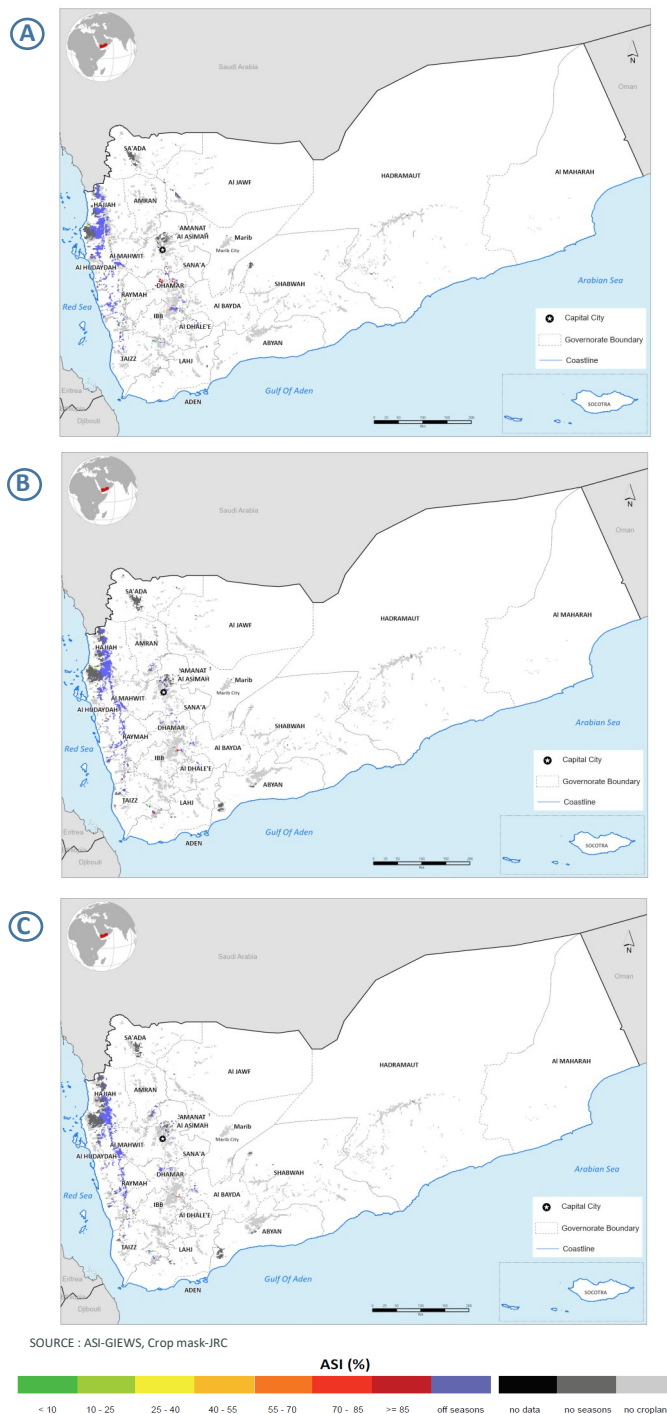 A
Saudi Arabia
N
Oman
SA'ADA
HADRAMAUT
Al MAHARAH
Al JAWF
HAJJAH
AMRAN
AMANAT
Al ASIMAH
Marib
Marib City
Al MAHWIT
SANA'A
Al HUDAYDAH
Arabian Sea
DHAMAR
SHABWAH
RAYMAH
Red Sea
Al BAYDA
IBB
Al DHALE'E
Capital City
ABYAN
Governorate Boundary
TAIZZ
LAHJ
Coastline
Eritrea
Gulf Of Aden
ADEN
SOCOTRA
Djibouti
B
Saudi Arabia
N
Oman
SA'ADA
HADRAMAUT
Al MAHARAH
Al JAWF
HAJJAH
AMRAN
'AMANAT
Al ASIMAH
Marib
Marib City
Al MAHWIT
SANA'A
Al HUDAYDAH
Arabian Sea
DHAMAR
SHABWAH
RAYMAH
Red Sea
Al BAYDA
IBB
Al DHALE'E
Capital City
ABYAN
Governorate Boundary
TAIZZ
LAHJ
Coastline
Eritrea
Gulf Of Aden
ADEN
SOCOTRA
Djibouti
C
Saudi Arabia
N
Oman
SA'ADA
HADRAMAUT
Al MAHARAH
Al JAWF
HAJJAH
AMRAN
'AMANAT
Al ASIMAH
Marib
Marib City
Al MAHWIT
SANA'A
Al HUDAYDAH
Arabian Sea
DHAMAR
SHABWAH
RAYMAH
Red Sea
Al BAYDA
IBB
Al DHALE'E
Capital City
ABYAN
Governorate Boundary
TAIZZ
LAHJ
Coastline
Eritrea
Gulf Of Aden
ADEN
SOCOTRA
Djibouti
SOURCE : ASI-GIEWS, Crop mask-JRC
ASI (%)
< 10 10 - 25 25 - 40 40 - 55 55 - 70 70 - 85 >= 85 off seasons no data no seasons no croplan